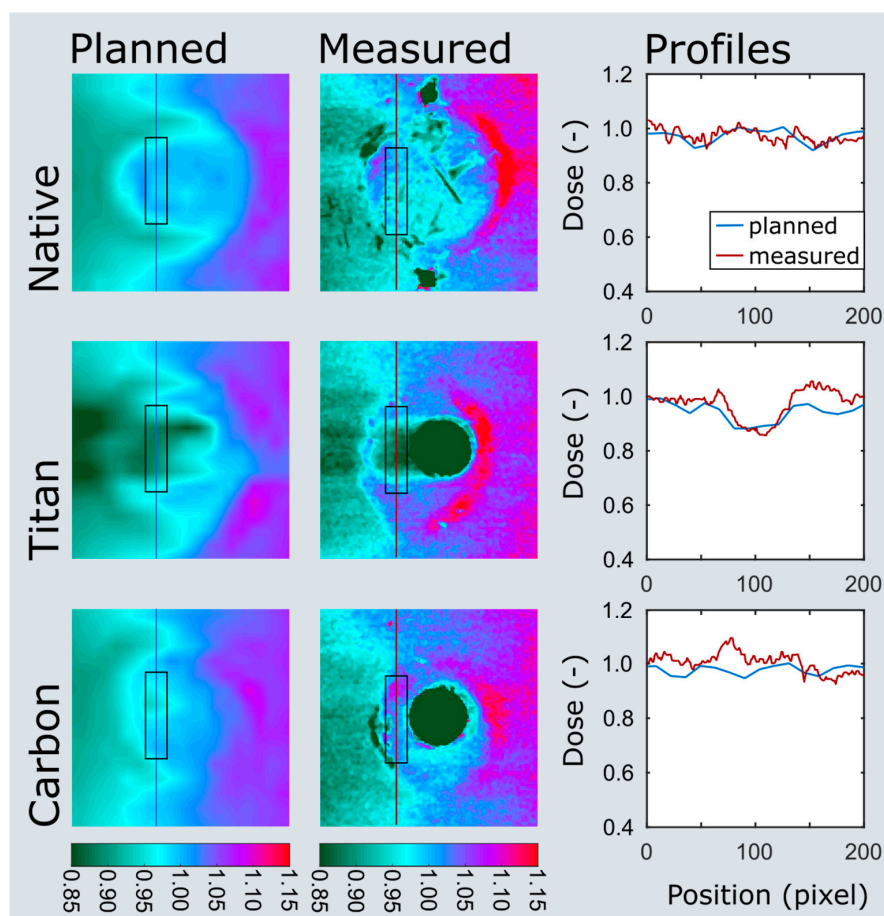 Planned Measured Profiles
Native
Dose (-)
1.2
1.0
0.8
0.6
0.4
planned
measured
0 100 200
Titan
Dose (-)
1.2
1.0
0.8
0.6
0.4
0 100 200
Carbon
Dose (-)
1.2
1.0
0.8
0.6
0.4
0 100 200
Position (pixel)
0.85 0.90 0.95 1.00 1.05 1.10 1.15
0.85 0.90 0.95 1.00 1.05 1.10 1.15